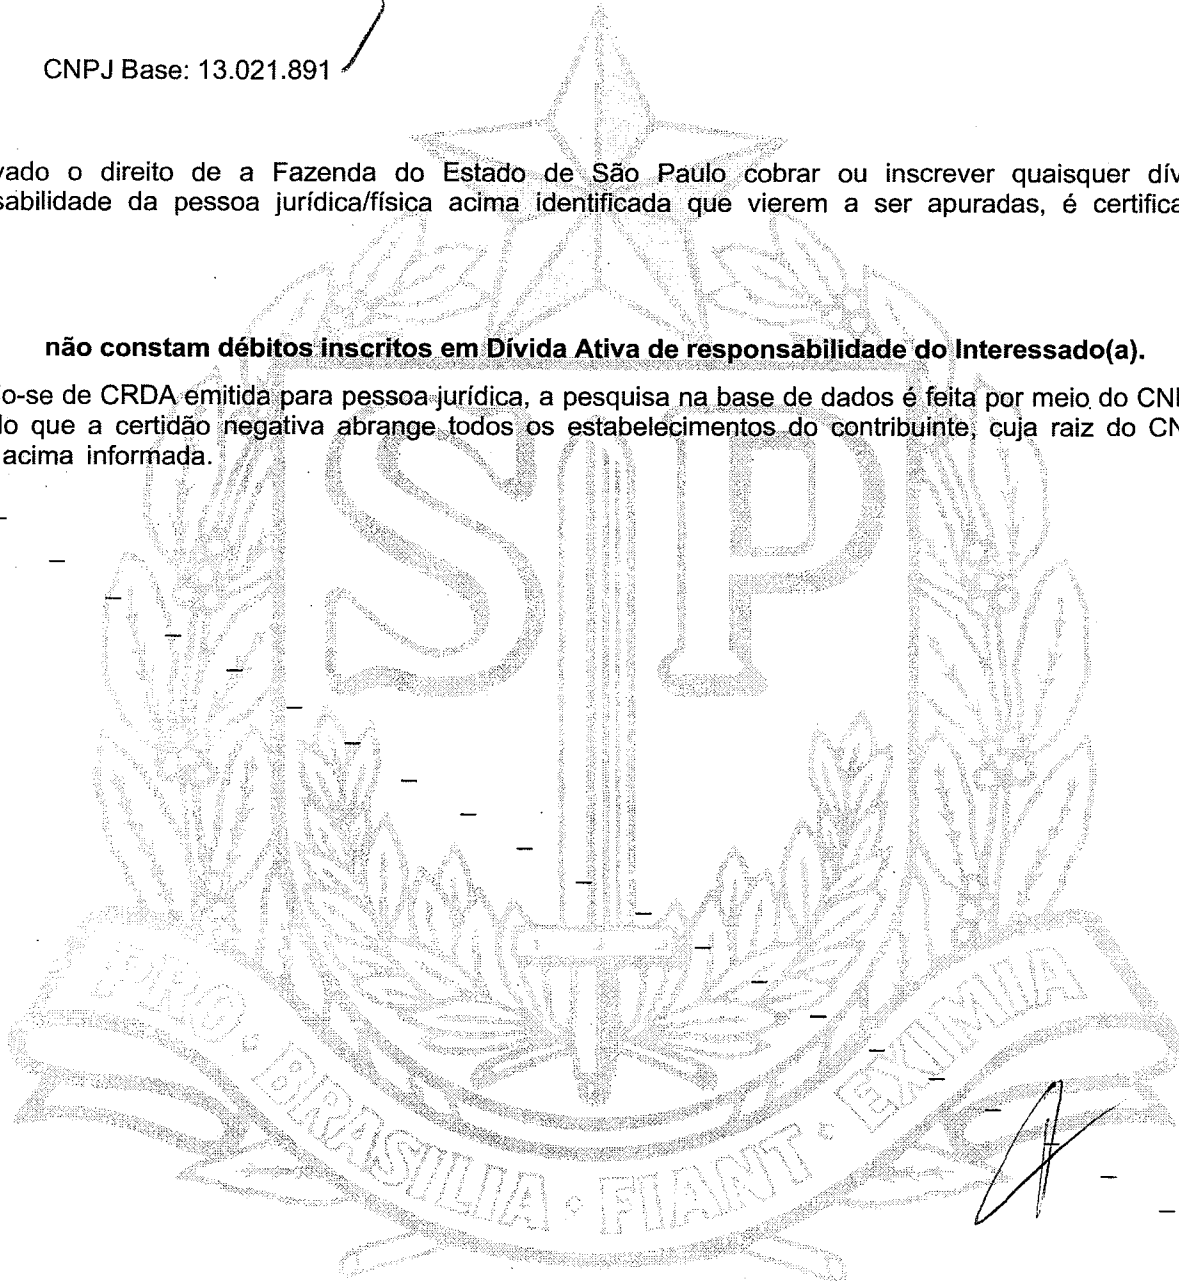 CNPJ Base: 13.021.891
vado o direito de a Fazenda do Estado de São Paulo cobrar ou inscrever quaisquer dív
sabilidade da pessoa jurídica/física acima identificada que vierem a ser apuradas, é certifica
não constam débitos inscritos em Dívida Ativa de responsabilidade do Interessado(a).
o-se de CRDA emitida para pessoa jurídica, a pesquisa na base de dados é feita por meio do CN
lo que a certidão negativa abrange todos os estabelecimentos do contribuinte, cuja raiz do CN
acima informada.
SP
PRO · BRASILIA · FIANT · EXIMIA